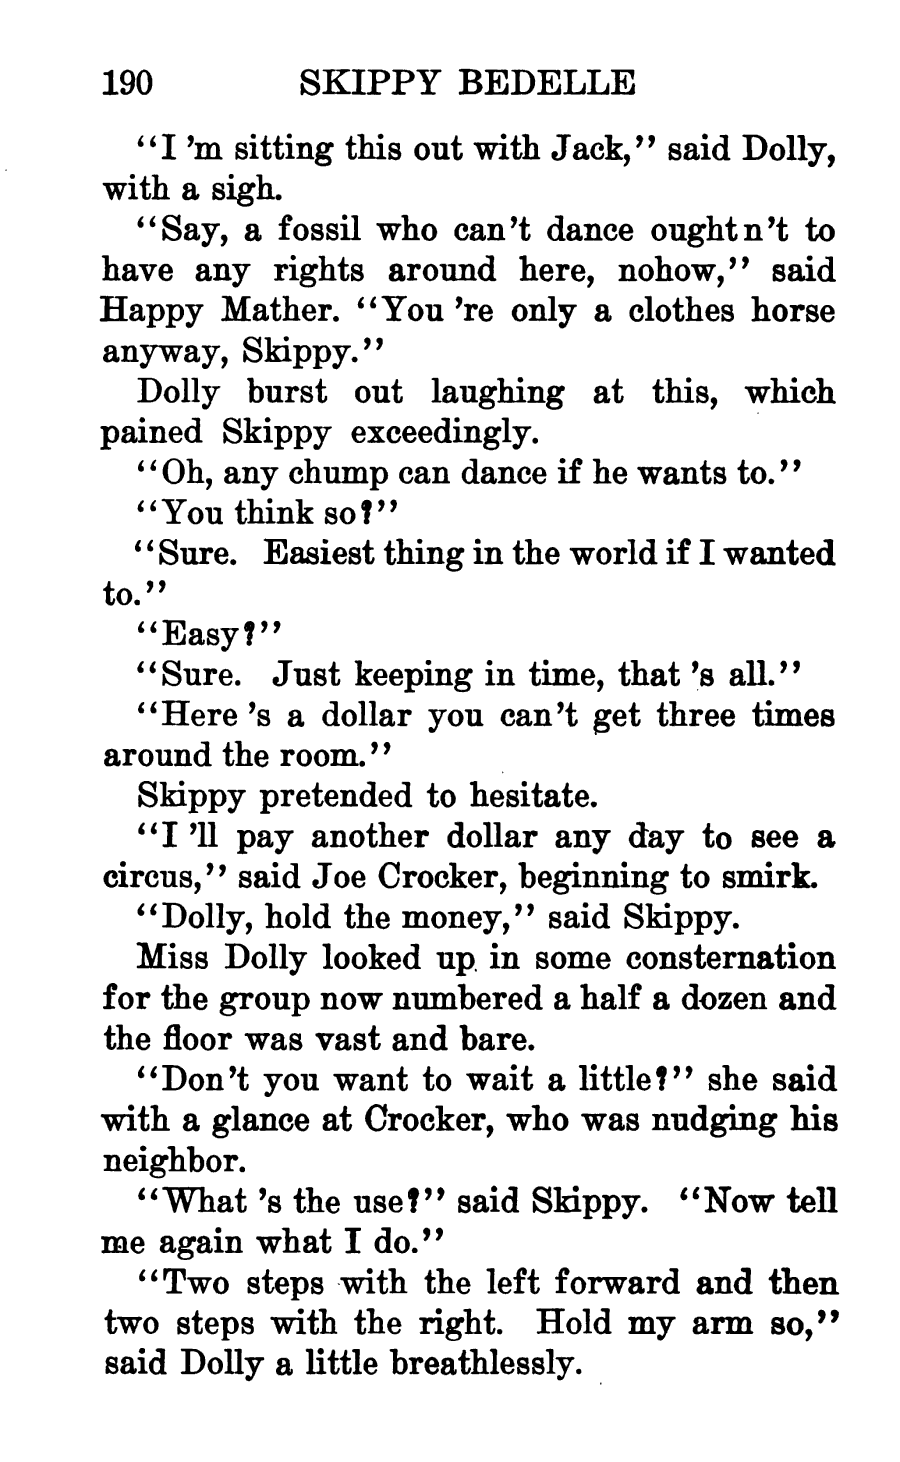 190 SKIPPY BEDELLE
"I 'm sitting this out with Jack," said Dolly,
with a sigh.
"Say, a fossil who can't dance oughtn't to
have any rights around here, nohow," said
Happy Mather. "You 're only a clothes horse
anyway, Skippy."
Dolly burst out laughing at this, which
pained Skippy exceedingly.
"Oh, any chump can dance if he wants to."
"You think so?"
"Sure. Easiest thing in the world if I wanted
to."
"Easy?"
"Sure. Just keeping in time, that 's all."
"Here 's a dollar you can't get three times
around the room."
Skippy pretended to hesitate.
"I 'll pay another dollar any day to see a
circus," said Joe Crocker, beginning to smirk.
"Dolly, hold the money," said Skippy.
Miss Dolly looked up in some consternation
for the group now numbered a half a dozen and
the floor was vast and bare.
"Don't you want to wait a little?" she said
with a glance at Crocker, who was nudging his
neighbor.
"What 's the use?" said Skippy. "Now tell
me again what I do."
"Two steps with the left forward and then
two steps with the right. Hold my arm so,"
said Dolly a little breathlessly.